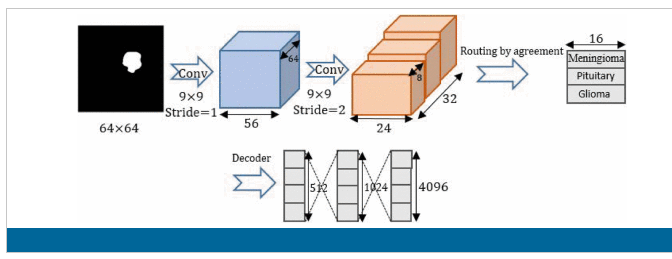 64×64
Conv
9×9
Stride=1
64
56
Conv
9×9
Stride=2
8
32
24
Routing by agreement
16
Meningioma
Pituitary
Glioma
Decoder
512
1024
4096